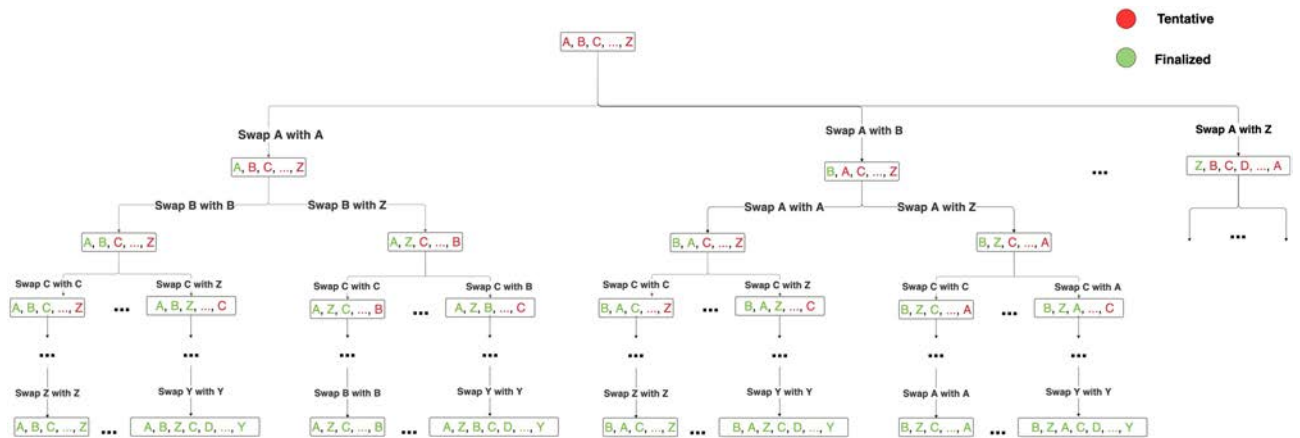 Tentative
A, B, C, ..., Z
Finalized
Swap A with A
Swap A with B
Swap A with Z
A, B, C, ..., Z
B, A, C, ..., Z
...
Z, B, C, D, ..., A
Swap B with B
Swap B with Z
Swap A with A
Swap A with Z
A, B, C, ..., Z
A, Z, C, ..., B
B, A, C, ..., Z
B, Z, C, ..., A
...
Swap C with C
Swap C with Z
Swap C with C
Swap C with B
Swap C with C
Swap C with Z
Swap C with C
Swap C with A
A, B, C, ..., Z
...
A, B, Z, ..., C
A, Z, C, ..., B
...
A, Z, B, ..., C
B, A, C, ..., Z
...
B, A, Z, ..., C
B, Z, C, ..., A
...
B, Z, A, ..., C
...
...
...
...
...
...
...
...
Swap Z with Z
Swap Y with Y
Swap B with B
Swap Y with Y
Swap Z with Z
Swap Y with Y
Swap A with A
Swap Y with Y
A, B, C, ..., Z
...
A, B, Z, C, D, ..., Y
A, Z, C, ..., B
...
A, Z, B, C, D, ..., Y
B, A, C, ..., Z
...
B, A, Z, C, D, ..., Y
B, Z, C, ..., A
...
B, Z, A, C, D, ..., Y